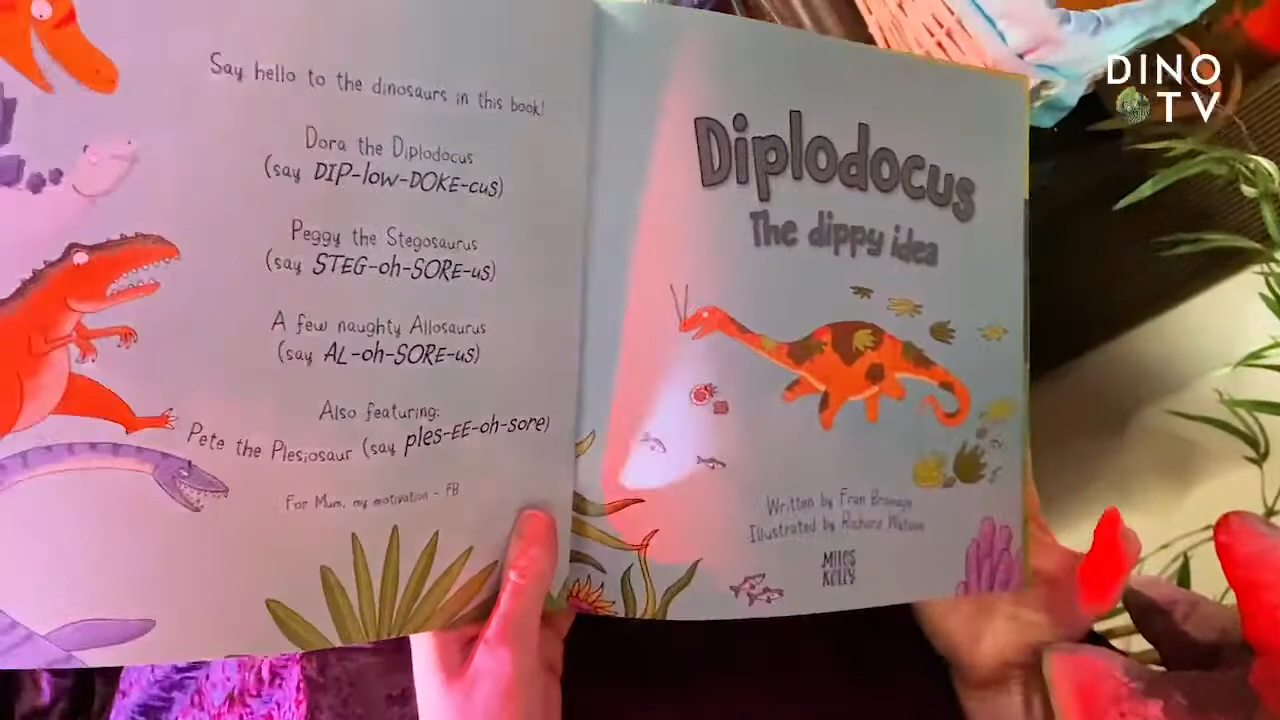 Say hello to the dinosaurs in this book!
Dora the Diplodocus
(say DIP-low-DOKE-cus)
Peggy the Stegosaurus
(say STEG-oh-SORE-us)
A few naughty Allosaurus
(say AL-oh-SORE-us)
Also featuring:
Pete the Plesiosaur (say ples-EE-oh-sore)
For Mum, my motivation - FB
Diplodocus
The dippy idea
Written by Fran Bromage
Illustrated by Richard Watson
MILES
KELLY
DINO
TV